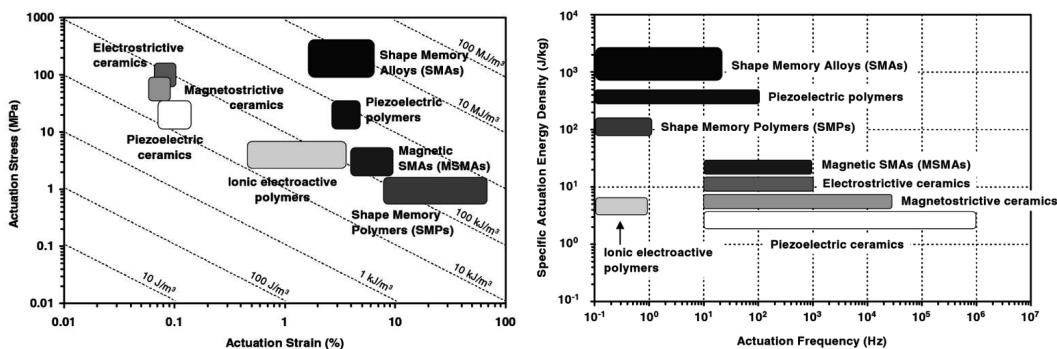 1000
100
10
1
0.1
0.01
Actuation Stress (MPa)
Electrostrictive
ceramics
Magnetostrictive
ceramics
Piezoelectric
ceramics
Shape Memory
Alloys (SMAs)
Piezoelectric
polymers
Magnetic
SMAs (MSMAs)
Ionic electroactive
polymers
Shape Memory
Polymers (SMPs)
100 MJ/m³
10 MJ/m³
100 kJ/m³
10 kJ/m³
1 kJ/m³
100 J/m³
10 J/m³
0.01 0.1 1 10 100
Actuation Strain (%)
Specific Actuation Energy Density (J/kg)
10⁴
10³
10²
10¹
10⁰
10⁻¹
Shape Memory Alloys (SMAs)
Piezoelectric polymers
Shape Memory Polymers (SMPs)
Magnetic SMAs (MSMAs)
Electrostrictive ceramics
Magnetostrictive ceramics
Piezoelectric ceramics
Ionic electroactive
polymers
10⁻¹ 10⁰ 10¹ 10² 10³ 10⁴ 10⁵ 10⁶ 10⁷
Actuation Frequency (Hz)